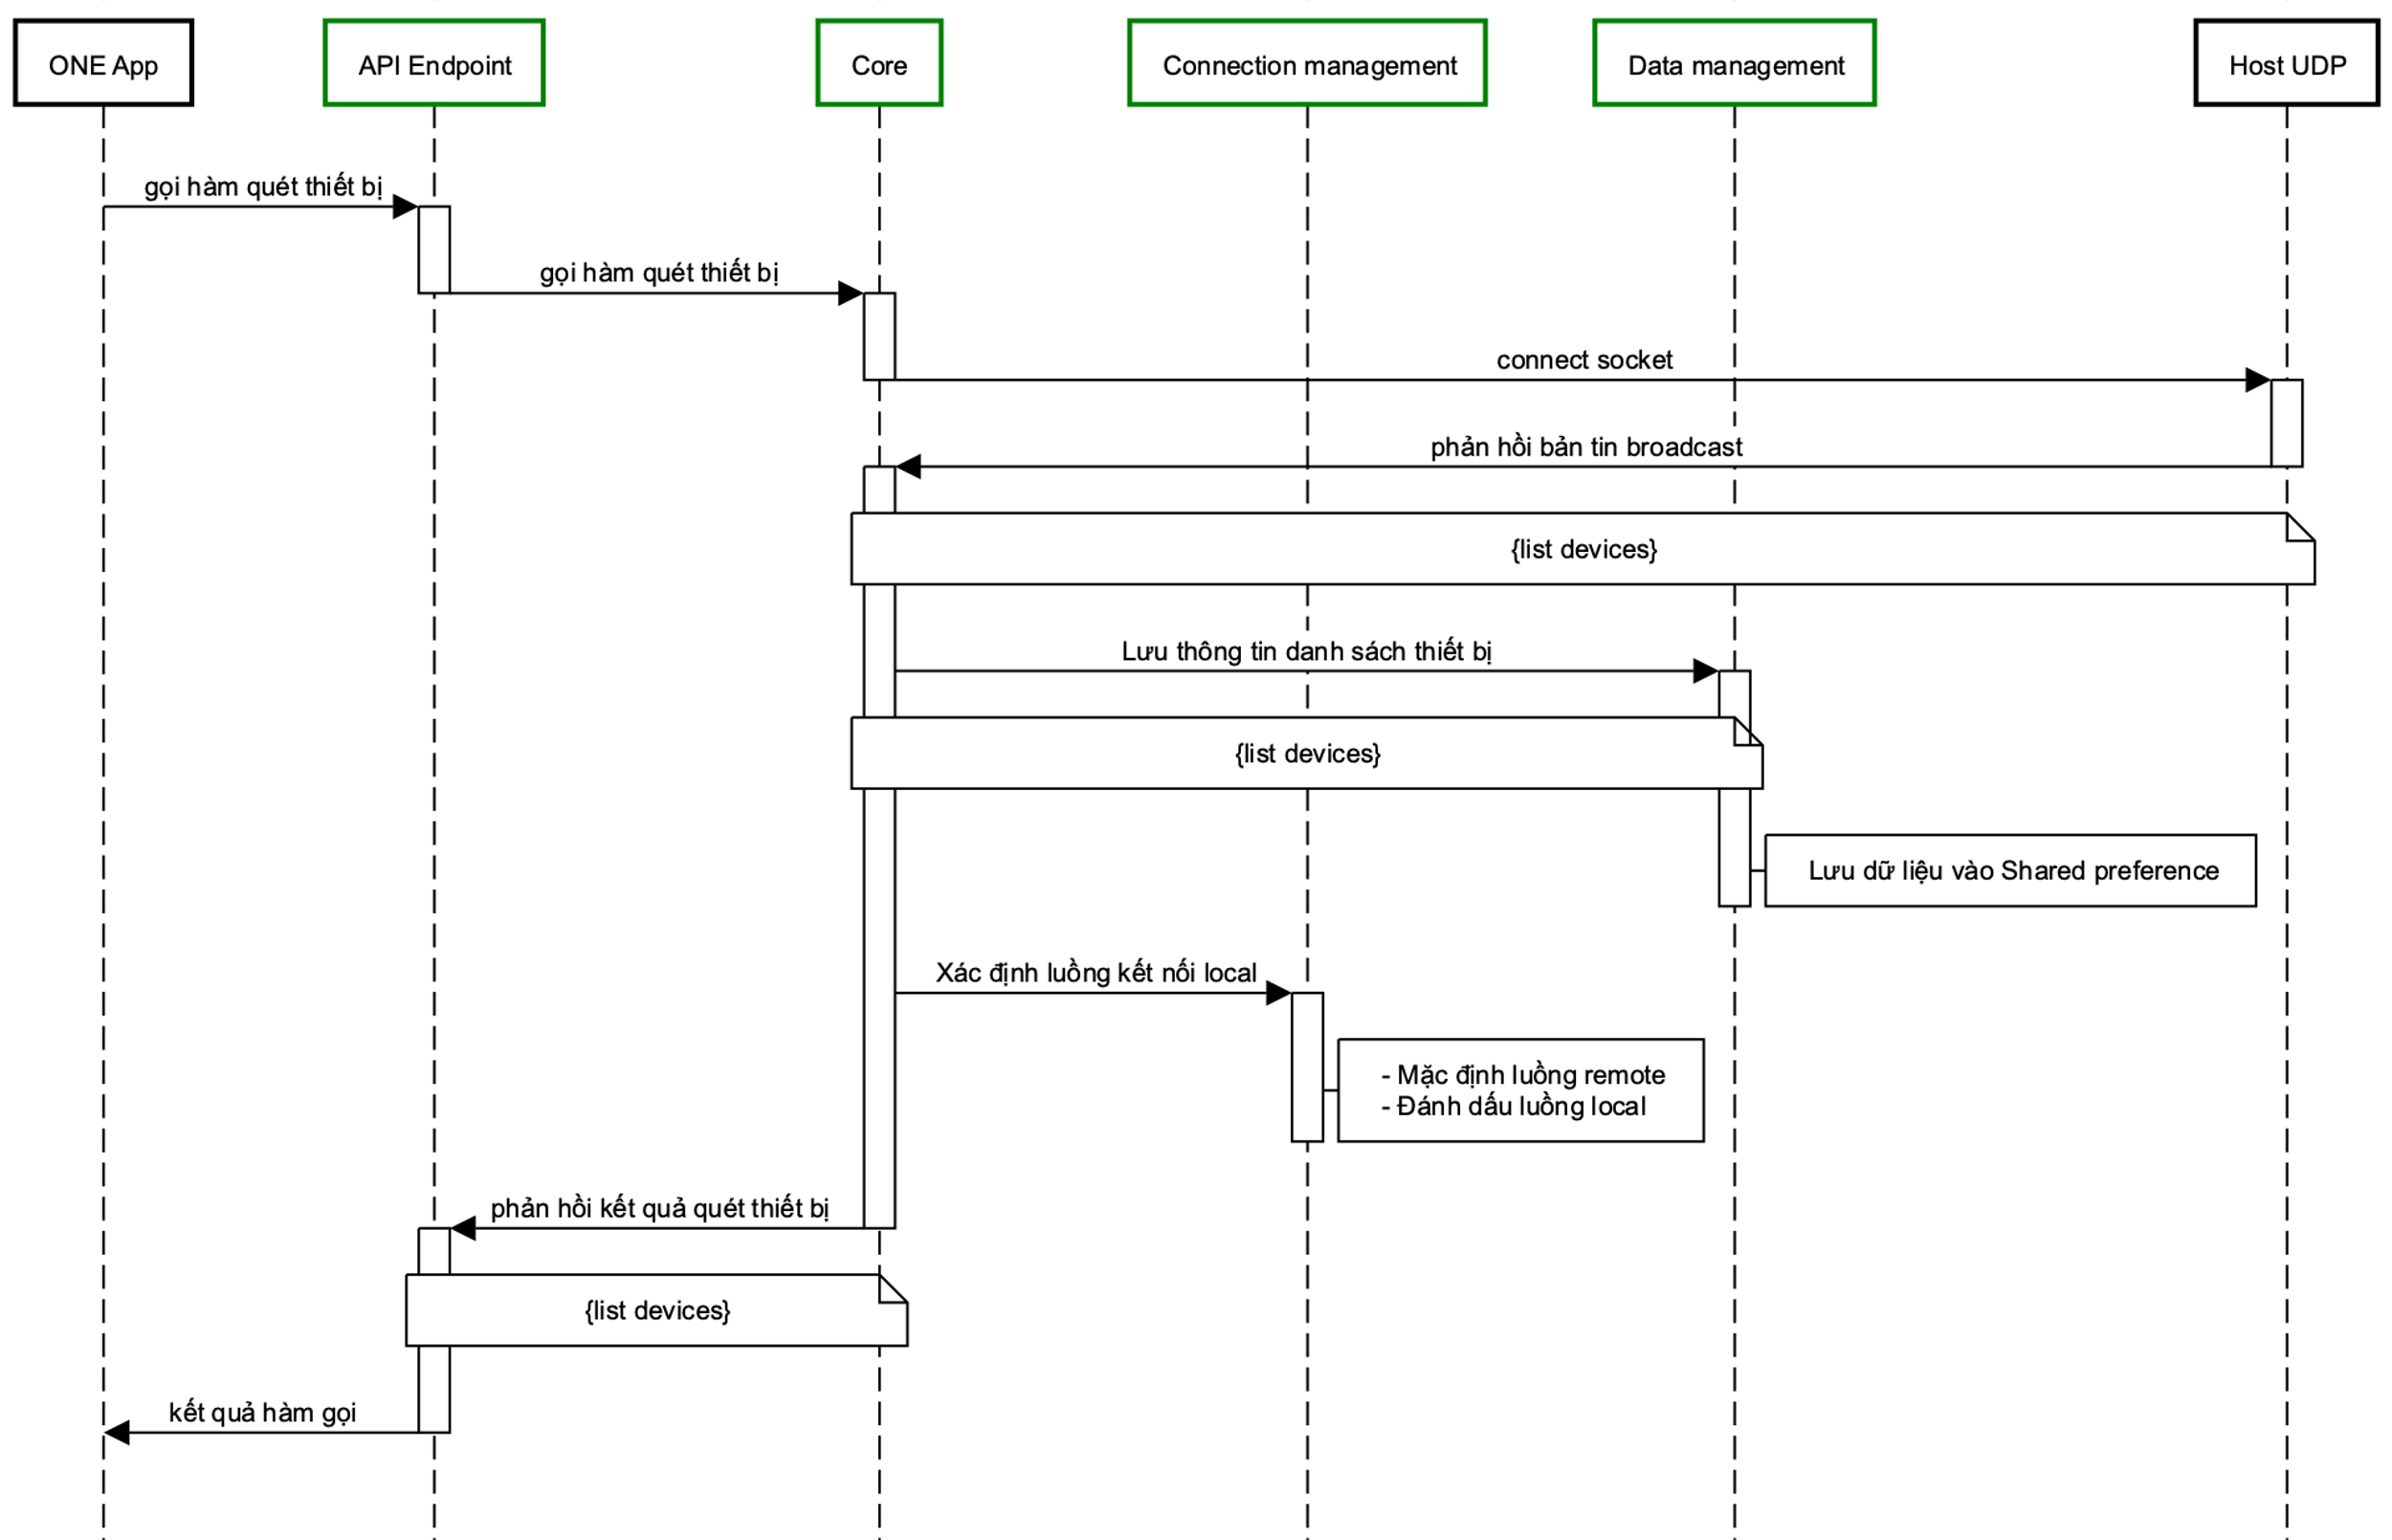 ONE App
API Endpoint
Core
Connection management
Data management
Host UDP
gọi hàm quét thiết bị
gọi hàm quét thiết bị
connect socket
phản hồi bản tin broadcast
{list devices}
Lưu thông tin danh sách thiết bị
{list devices}
Lưu dữ liệu vào Shared preference
Xác định luồng kết nối local
- Mặc định luồng remote
- Đánh dấu luồng local
phản hồi kết quả quét thiết bị
{list devices}
kết quả hàm gọi